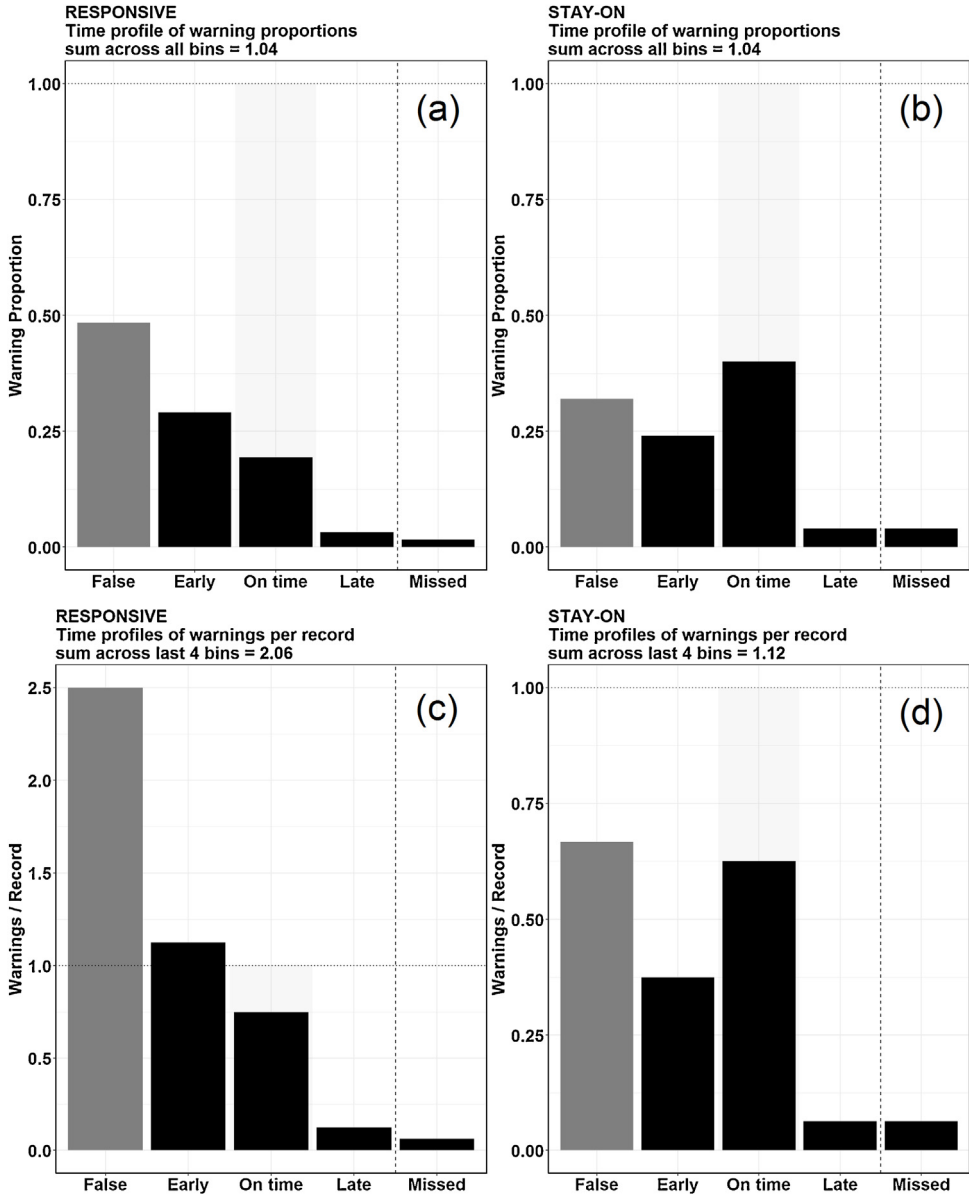 RESPONSIVE
Time profile of warning proportions
sum across all bins = 1.04
(a)
Warning Proportion
1.00
0.75
0.50
0.25
0.00
False Early On time Late Missed
STAY-ON
Time profile of warning proportions
sum across all bins = 1.04
(b)
Warning Proportion
1.00
0.75
0.50
0.25
0.00
False Early On time Late Missed
RESPONSIVE
Time profiles of warnings per record
sum across last 4 bins = 2.06
(c)
Warnings / Record
2.5
2.0
1.5
1.0
0.5
0.0
False Early On time Late Missed
STAY-ON
Time profiles of warnings per record
sum across last 4 bins = 1.12
(d)
Warnings / Record
1.00
0.75
0.50
0.25
0.00
False Early On time Late Missed